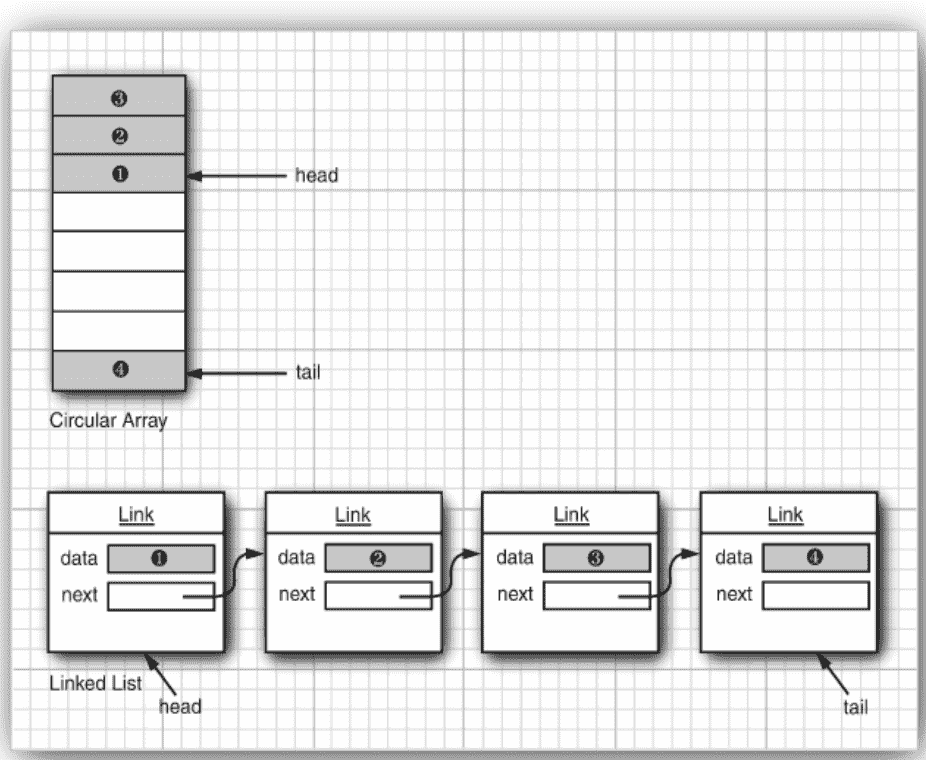 ❸
❷
❶ head
❹ tail
Circular Array
Link Link Link Link
data ❶ data ❷ data ❸ data ❹
next next next next
Linked List
head tail